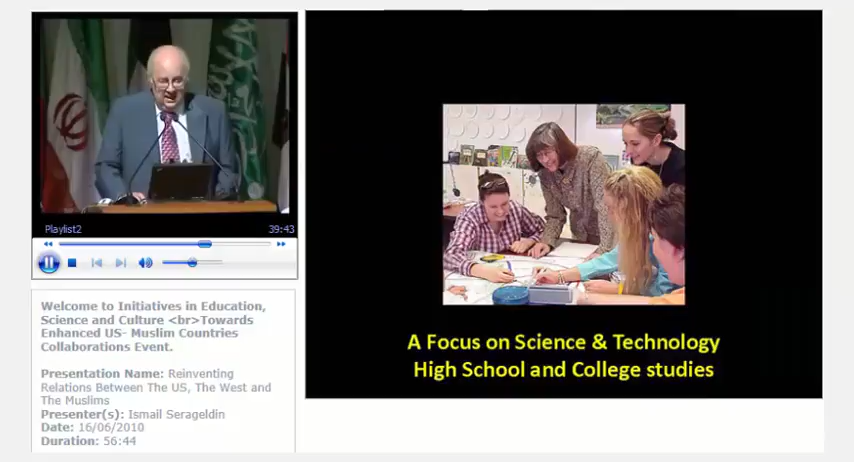 Playlist2 39:43
Welcome to Initiatives in Education,
Science and Culture <br>Towards
Enhanced US- Muslim Countries
Collaborations Event.
Presentation Name: Reinventing
Relations Between The US, The West and
The Muslims
Presenter(s): Ismail Serageldin
Date: 16/06/2010
Duration: 56:44
A Focus on Science & Technology
High School and College studies